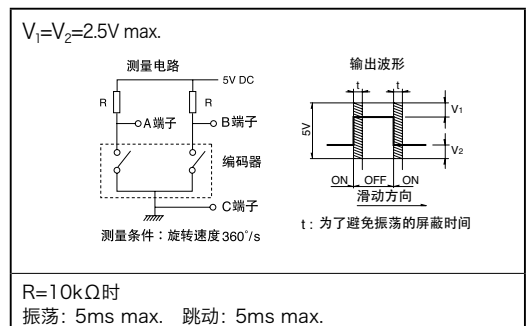 V₁=V₂=2.5V max.
测量电路
5V DC
R
R
A端子
B端子
编码器
C端子
测量条件：旋转速度360°/s
输出波形
t
t
5V
V₁
V₂
ON
OFF
ON
滑动方向
t : 为了避免振荡的屏蔽时间
R=10kΩ时
振荡: 5ms max. 跳动: 5ms max.